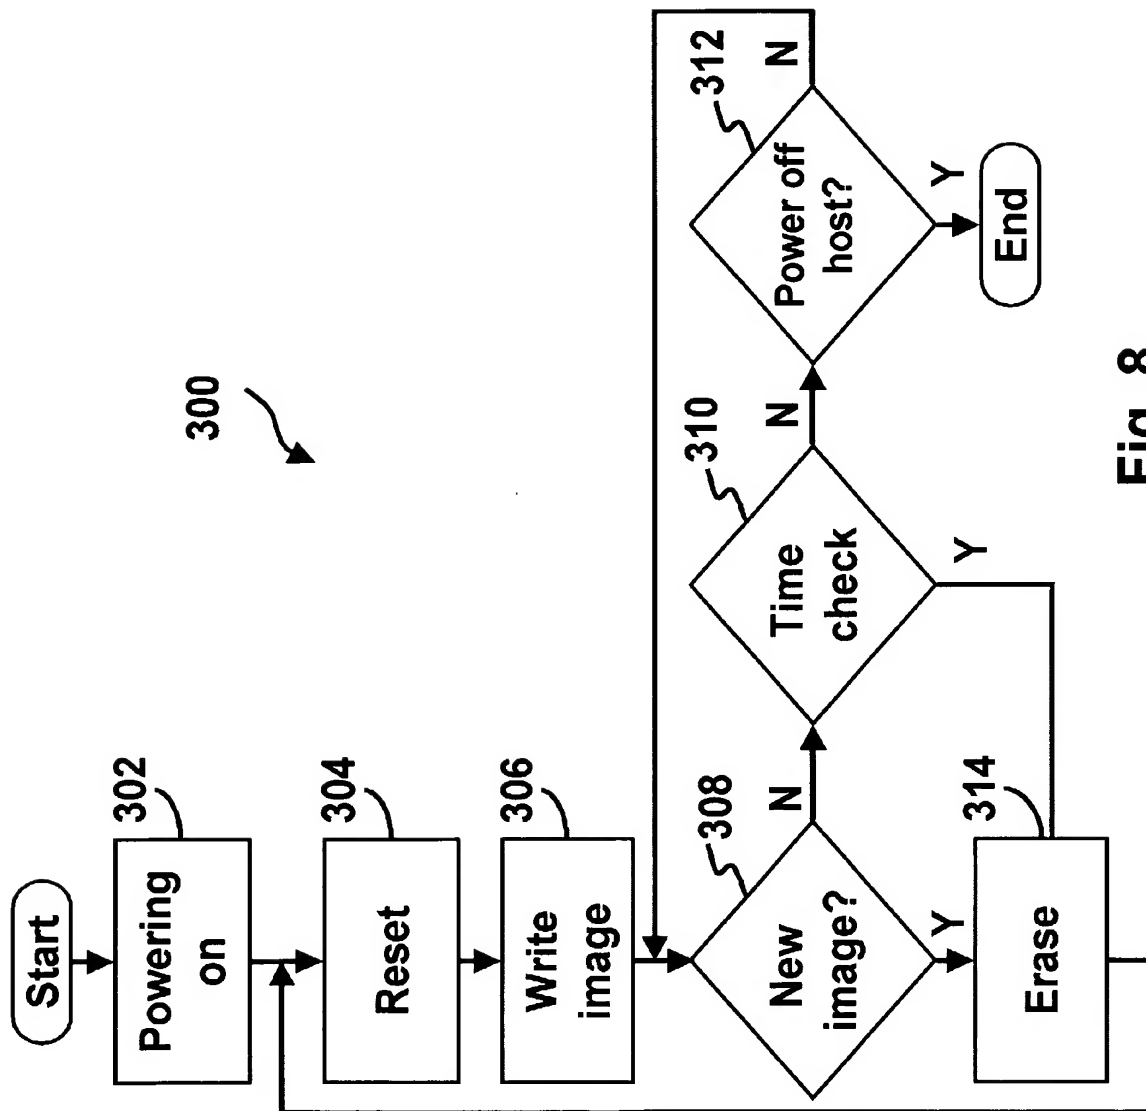 300
Start
Powering
on
302
Reset
304
Write
image
306
New
image?
308
N
Y
Time
check
310
N
Y
Power off
host?
312
N
Y
End
Erase
314
Fig. 8